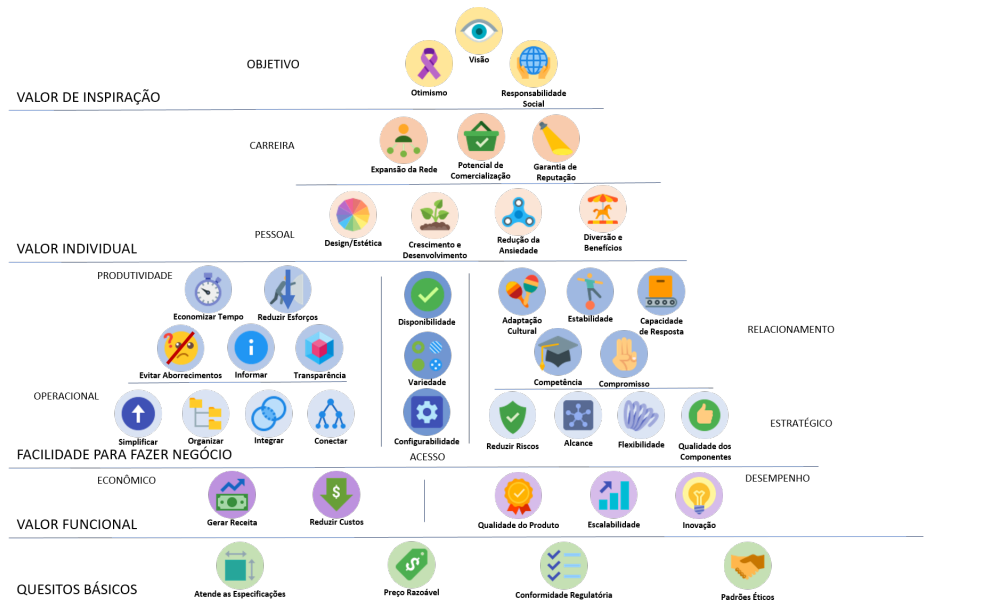 OBJETIVO
Visão
Otimismo
Responsabilidade
Social
VALOR DE INSPIRAÇÃO
CARREIRA
Expansão da Rede
Potencial de
Comercialização
Garantia de
Reputação
PESSOAL
Design/Estética
Crescimento e
Desenvolvimento
Redução da
Ansiedade
Diversão e
Benefícios
VALOR INDIVIDUAL
PRODUTIVIDADE
Economizar Tempo
Reduzir Esforços
Evitar Aborrecimentos
Informar
Transparência
OPERACIONAL
Simplificar
Organizar
Integrar
Conectar
FACILIDADE PARA FAZER NEGÓCIO
Disponibilidade
Variedade
Configurabilidade
ACESSO
Adaptação
Cultural
Estabilidade
Capacidade
de Resposta
RELACIONAMENTO
Competência
Compromisso
Reduzir Riscos
Alcance
Flexibilidade
Qualidade dos
Componentes
ESTRATÉGICO
ECONÔMICO
Gerar Receita
Reduzir Custos
Qualidade do Produto
Escalabilidade
Inovação
DESEMPENHO
VALOR FUNCIONAL
Atende as Especificações
Preço Razoável
Conformidade Regulatória
Padrões Éticos
QUESITOS BÁSICOS